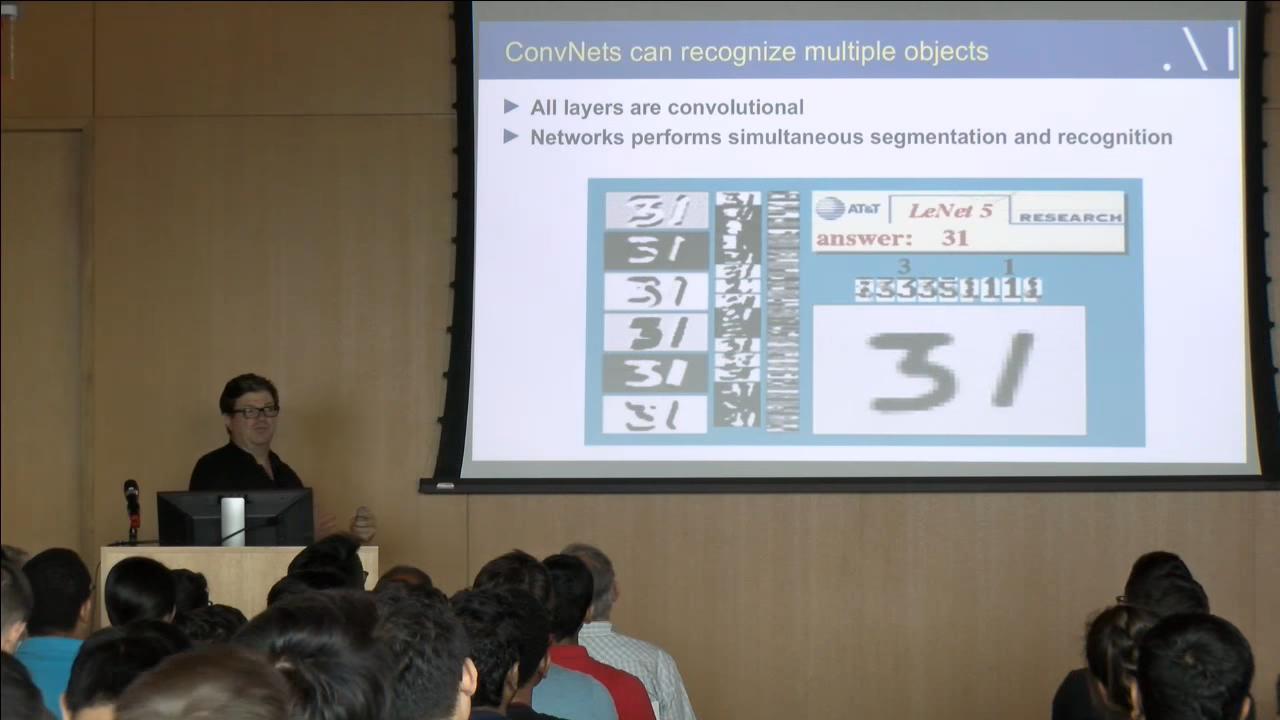 ConvNets can recognize multiple objects
All layers are convolutional
Networks performs simultaneous segmentation and recognition
AT&T LeNet 5 RESEARCH
answer: 31
3 1
31